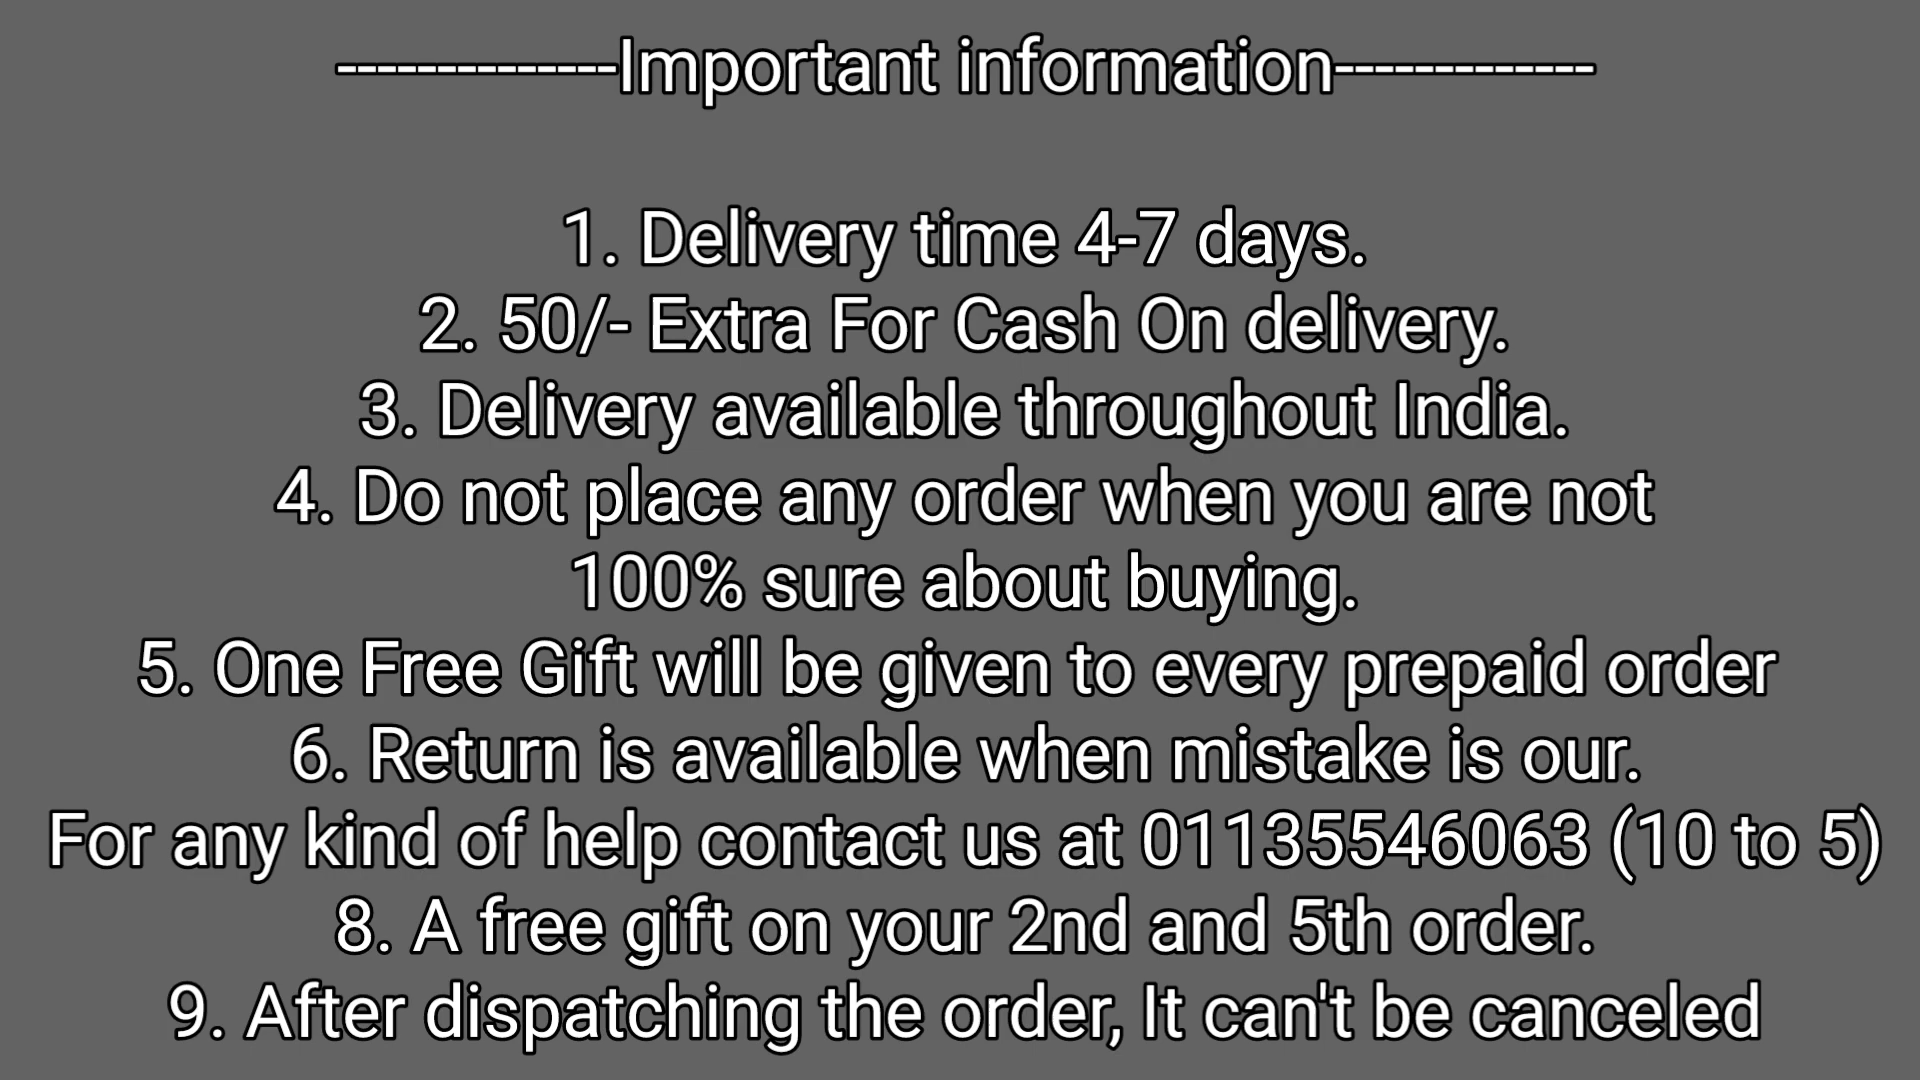 --------------Important information-------------
1. Delivery time 4-7 days.
2. 50/- Extra For Cash On delivery.
3. Delivery available throughout India.
4. Do not place any order when you are not
100% sure about buying.
5. One Free Gift will be given to every prepaid order
6. Return is available when mistake is our.
For any kind of help contact us at 01135546063 (10 to 5)
8. A free gift on your 2nd and 5th order.
9. After dispatching the order, It can't be canceled